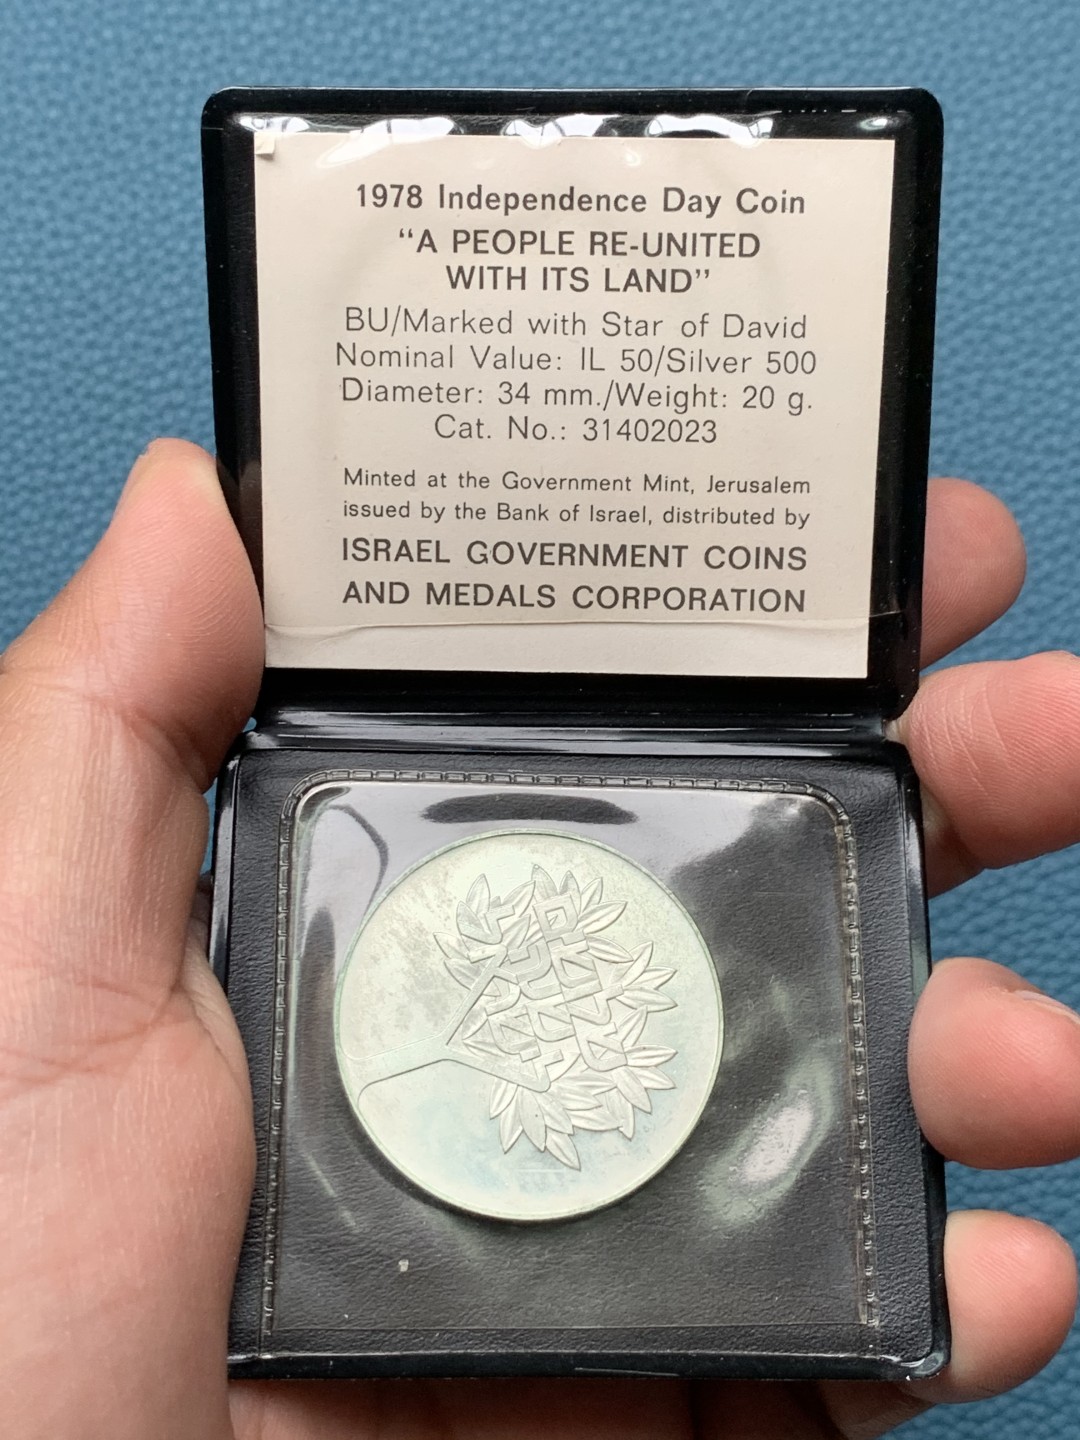 1978 Independence Day Coin
“A PEOPLE RE-UNITED
WITH ITS LAND”
BU/Marked with Star of David
Nominal Value: IL 50/Silver 500
Diameter: 34 mm./Weight: 20 g.
Cat. No.: 31402023
Minted at the Government Mint, Jerusalem
issued by the Bank of Israel, distributed by
ISRAEL GOVERNMENT COINS
AND MEDALS CORPORATION